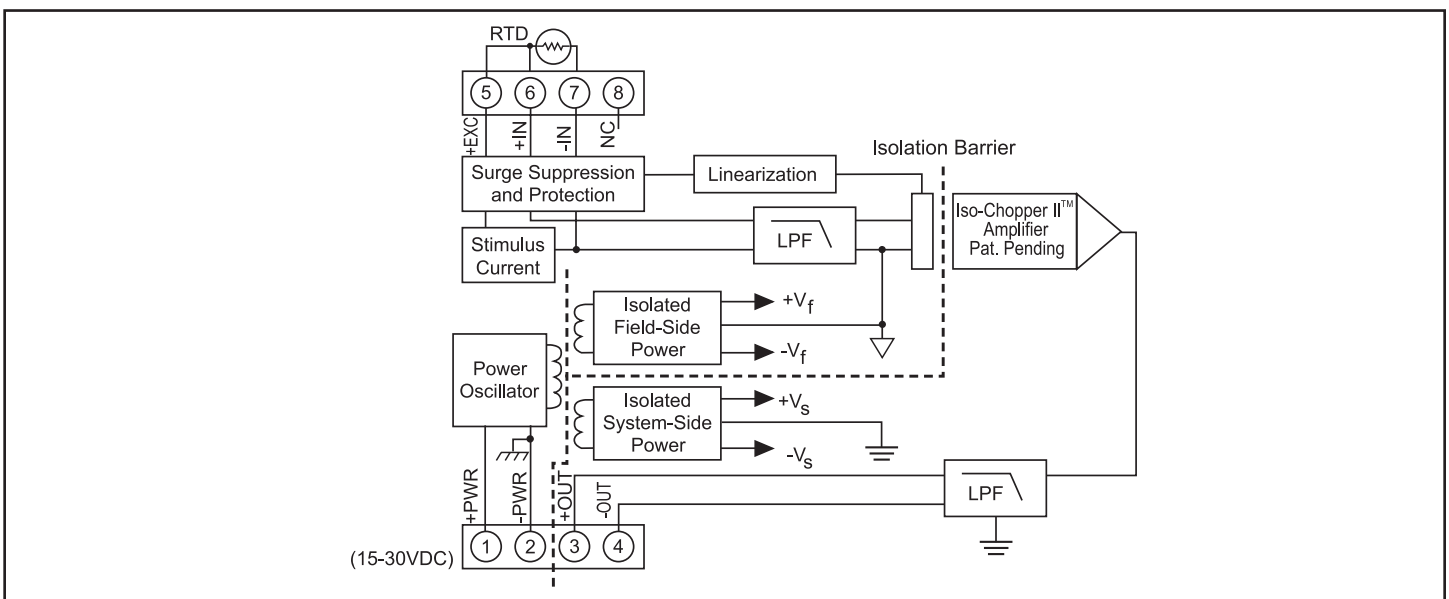 RTD
5 6 7 8
+EXC
+IN
-IN
NC
Isolation Barrier
Surge Suppression
and Protection
Linearization
Iso-Chopper II™
Amplifier
Pat. Pending
LPF
Stimulus
Current
Isolated
Field-Side
Power
+Vf
-Vf
Power
Oscillator
Isolated
System-Side
Power
+Vs
-Vs
+PWR
-PWR
+OUT
-OUT
LPF
(15-30VDC)
1 2 3 4